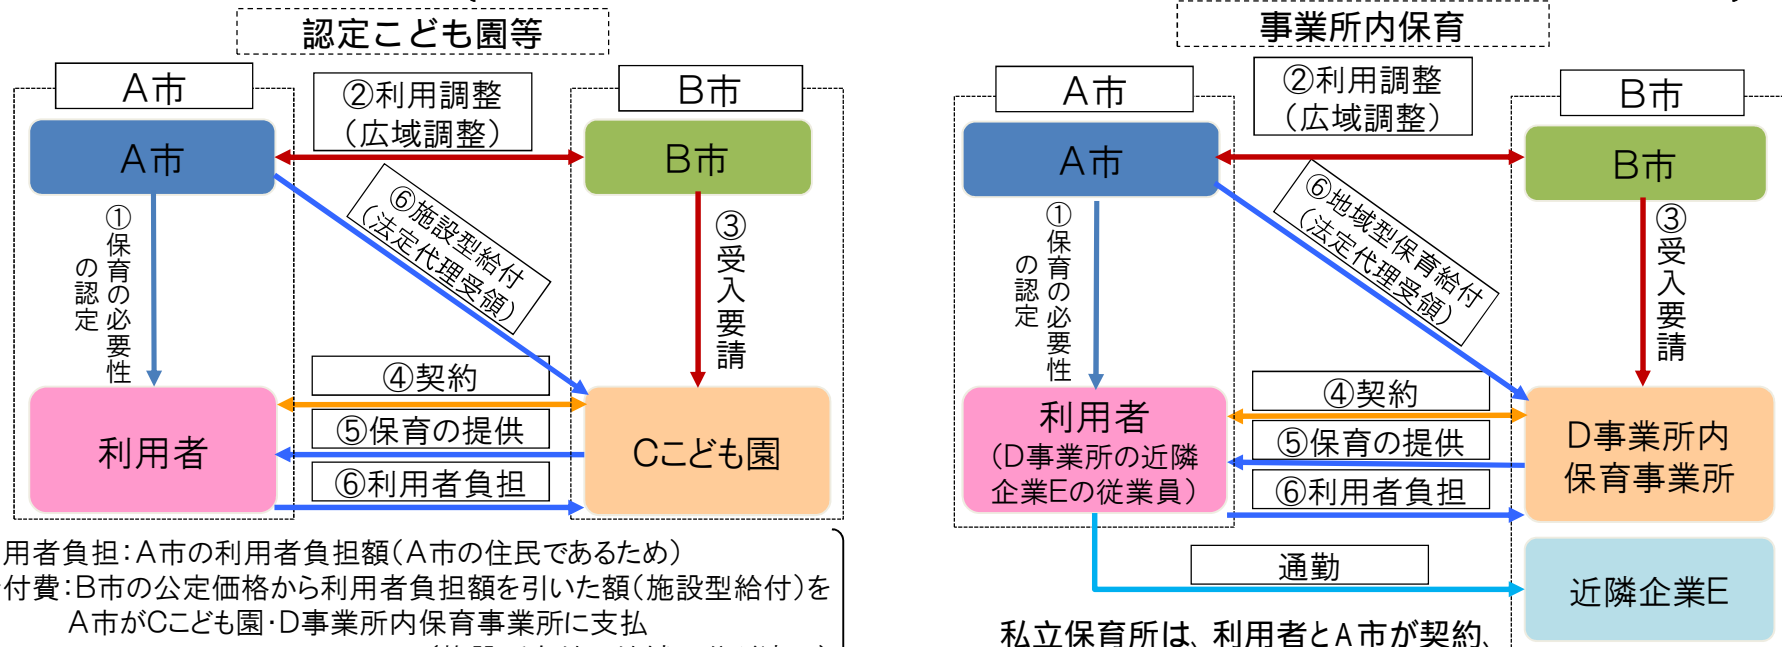 認定こども園等
A市
②利用調整
（広域調整）
B市
A市
B市
①保育の必要性
の認定
⑥施設型給付
（法定代理受領）
③受入要請
④契約
利用者
⑤保育の提供
Cこども園
⑥利用者負担
用者負担：A市の利用者負担額（A市の住民であるため）
付費：B市の公定価格から利用者負担額を引いた額（施設型給付）を
A市がCこども園・D事業所内保育事業所に支払
事業所内保育
A市
②利用調整
（広域調整）
B市
A市
B市
①保育の必要性
の認定
⑥地域型保育給付
（法定代理受領）
③受入要請
④契約
利用者
（D事業所の近隣
企業Eの従業員）
⑤保育の提供
D事業所内
保育事業所
⑥利用者負担
通勤
近隣企業E
私立保育所は、利用者とA市が契約、